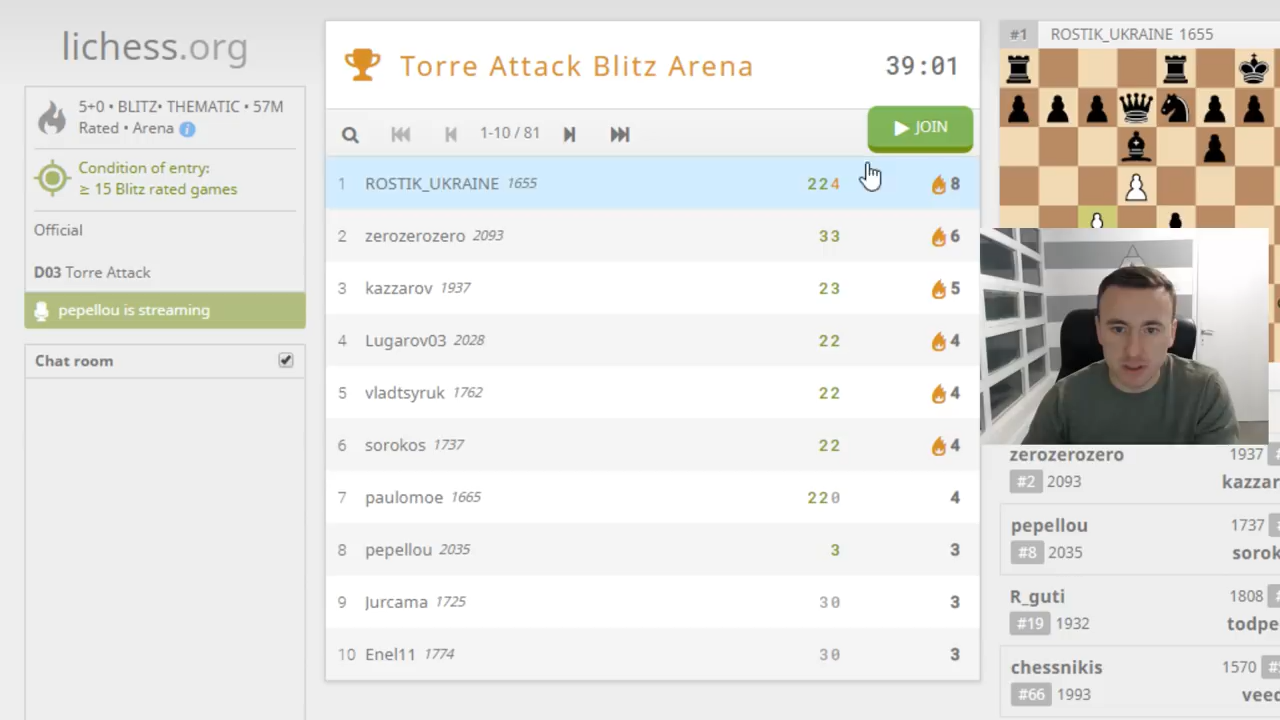 lichess.org
5+0 • BLITZ• THEMATIC • 57M
Rated • Arena
Condition of entry:
≥ 15 Blitz rated games
Official
D03 Torre Attack
pepellou is streaming
Chat room
Torre Attack Blitz Arena
39:01
1-10 / 81
JOIN
1 ROSTIK_UKRAINE 1655 224 8
2 zerozerozero 2093 33 6
3 kazzarov 1937 23 5
4 Lugarov03 2028 22 4
5 vladtsyruk 1762 22 4
6 sorokos 1737 22 4
7 paulomoe 1665 220 4
8 pepellou 2035 3 3
9 Jurcama 1725 30 3
10 Enel11 1774 30 3
#1 ROSTIK_UKRAINE 1655
zerozerozero 1937
#2 2093 kazzar
pepellou 1737
#8 2035 sorok
R_guti 1808
#19 1932 todpe
chessnikis 1570
#66 1993 veed